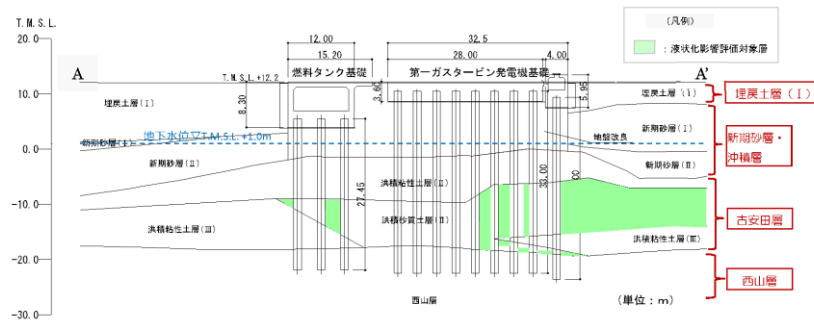 T.M.S.L.
20.0
10.0
0.0
-10.0
-20.0
-30.0
A
A’
(凡例)
：液状化影響評価対象層
12.00
15.20
燃料タンク基礎
T.M.S.L.+12.2
8.30
27.45
32.5
28.00
4.00
第一ガスタービン発電機基礎
3.60
5.95
33.00
埋戻土層(Ⅰ)
埋戻土層(Ⅰ)
埋戻土層（Ⅰ）
地下水位▽T.M.S.L.+1.0m
新期砂層(Ⅰ)
地盤改良
新期砂層・
沖積層
新期砂層(Ⅱ)
新期砂層(Ⅱ)
洪積粘性土層(Ⅱ)
洪積砂質土層(Ⅱ)
古安田層
洪積粘性土層(Ⅲ)
洪積粘性土層(Ⅲ)
西山層
西山層
(単位：m)